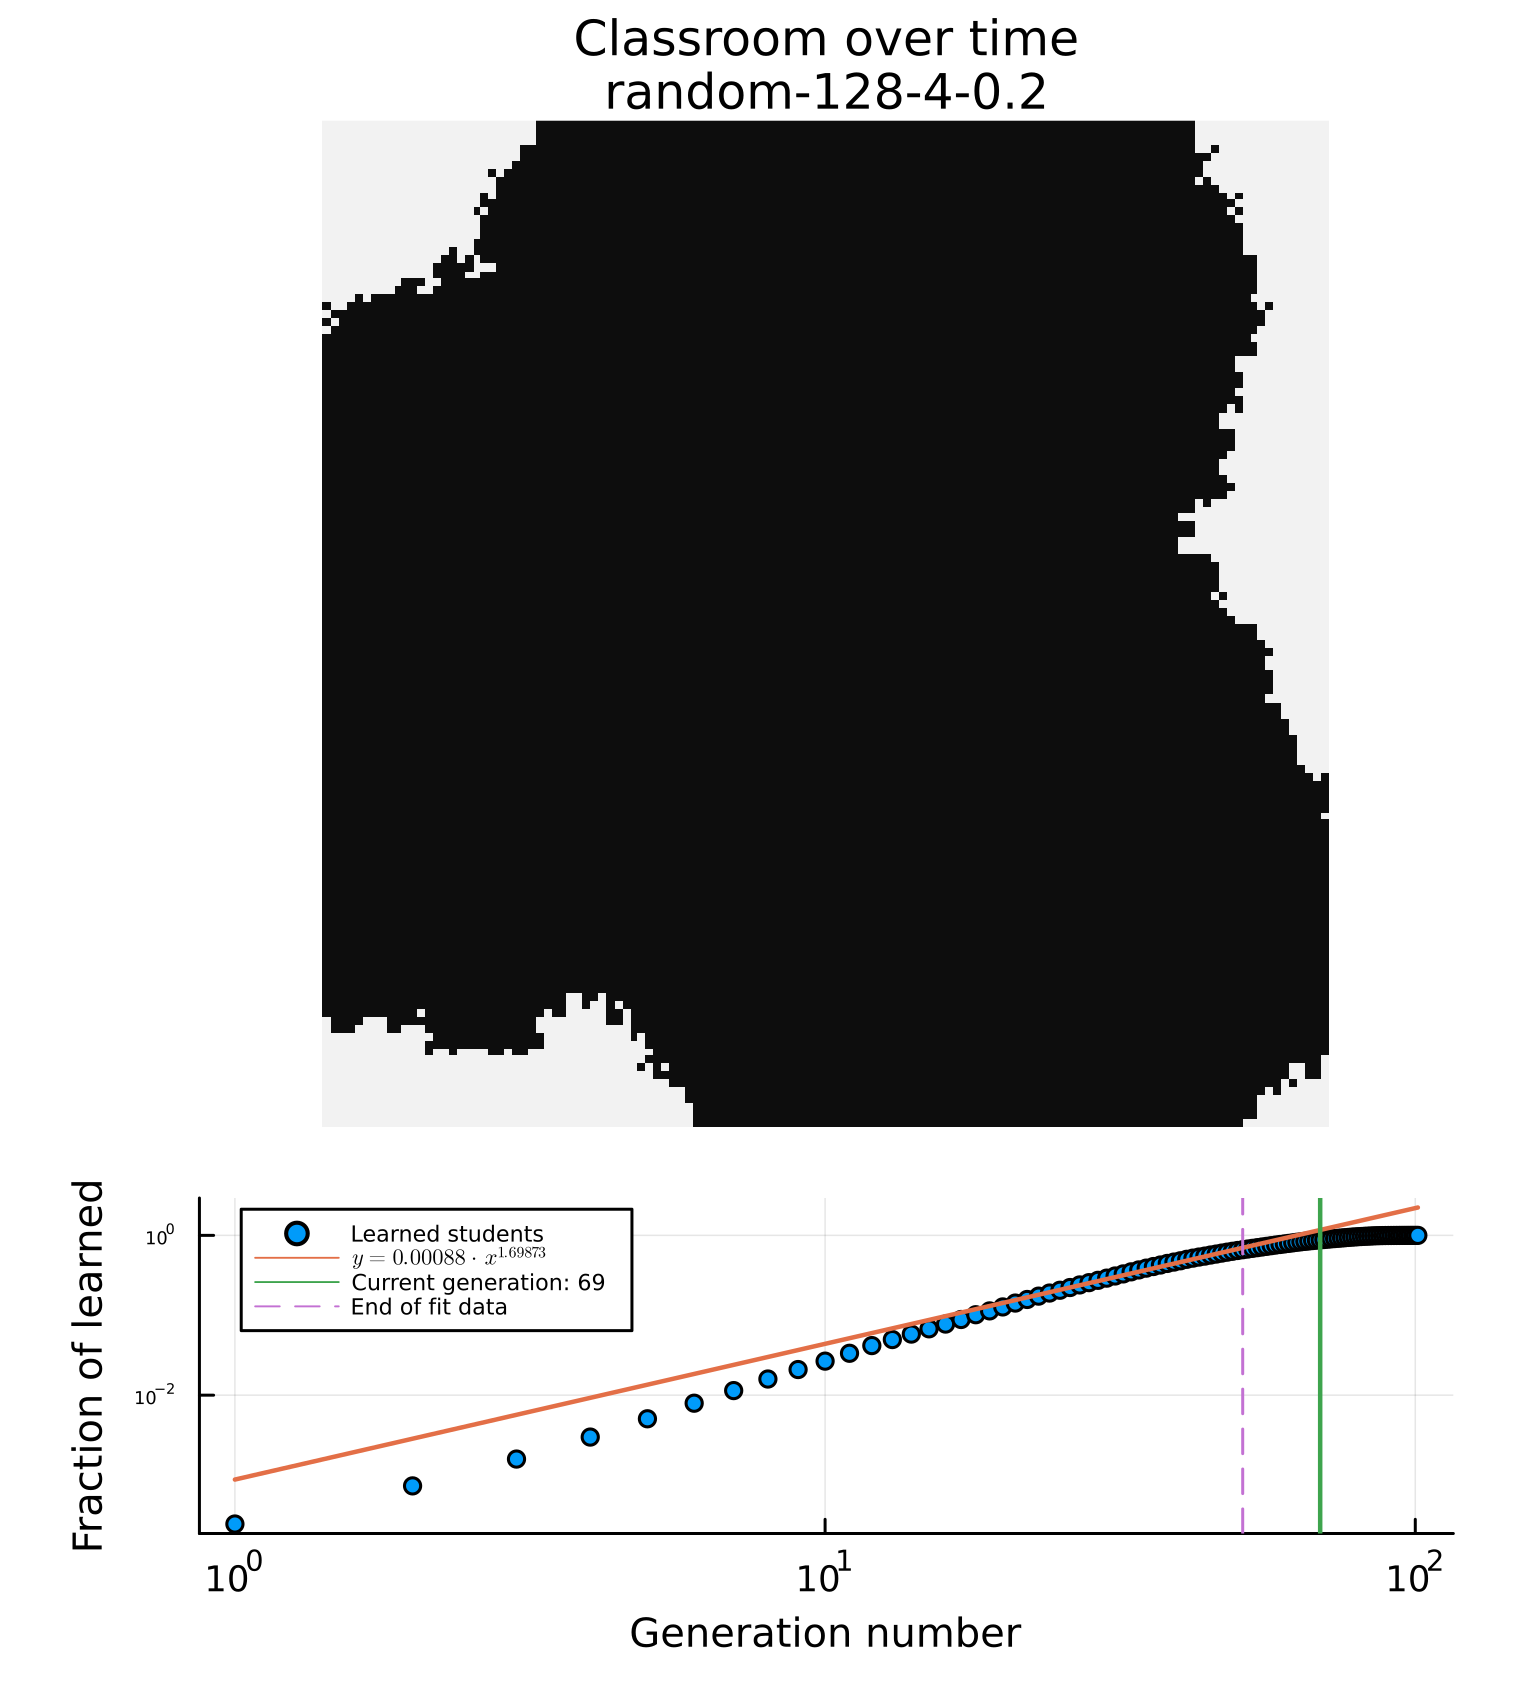 Classroom over time
random-128-4-0.2
Fraction of learned
10^0
10^-2
Learned students
y = 0.00088 · x^1.69873
Current generation: 69
End of fit data
10^0
10^1
10^2
Generation number